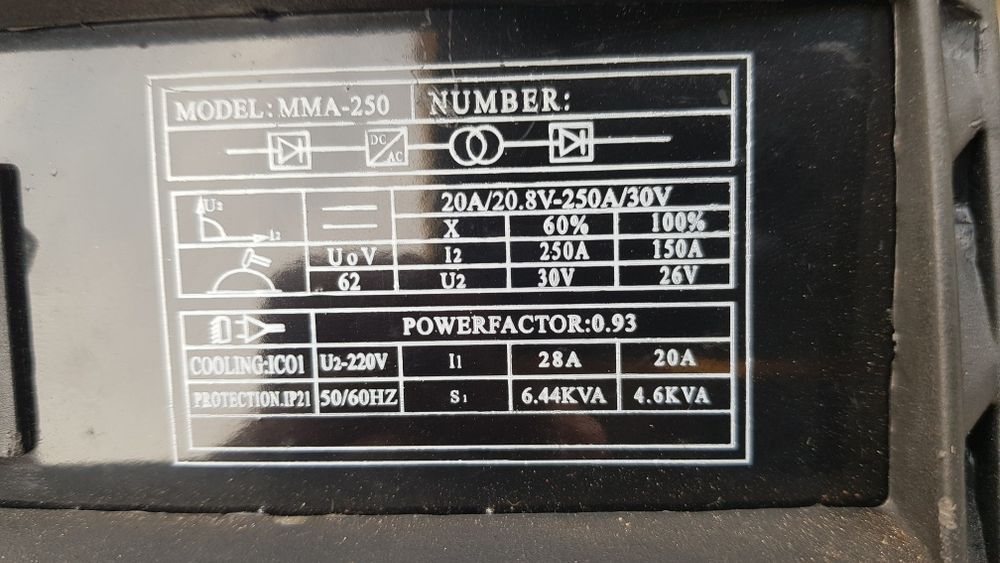 MODEL: MMA-250 NUMBER:
DC
AC
U2 20A/20.8V-250A/30V
I2 X 60% 100%
UoV I2 250A 150A
62 U2 30V 26V
POWERFACTOR:0.93
COOLING:IC01 U2-220V I1 28A 20A
PROTECTION.IP21 50/60HZ S1 6.44KVA 4.6KVA